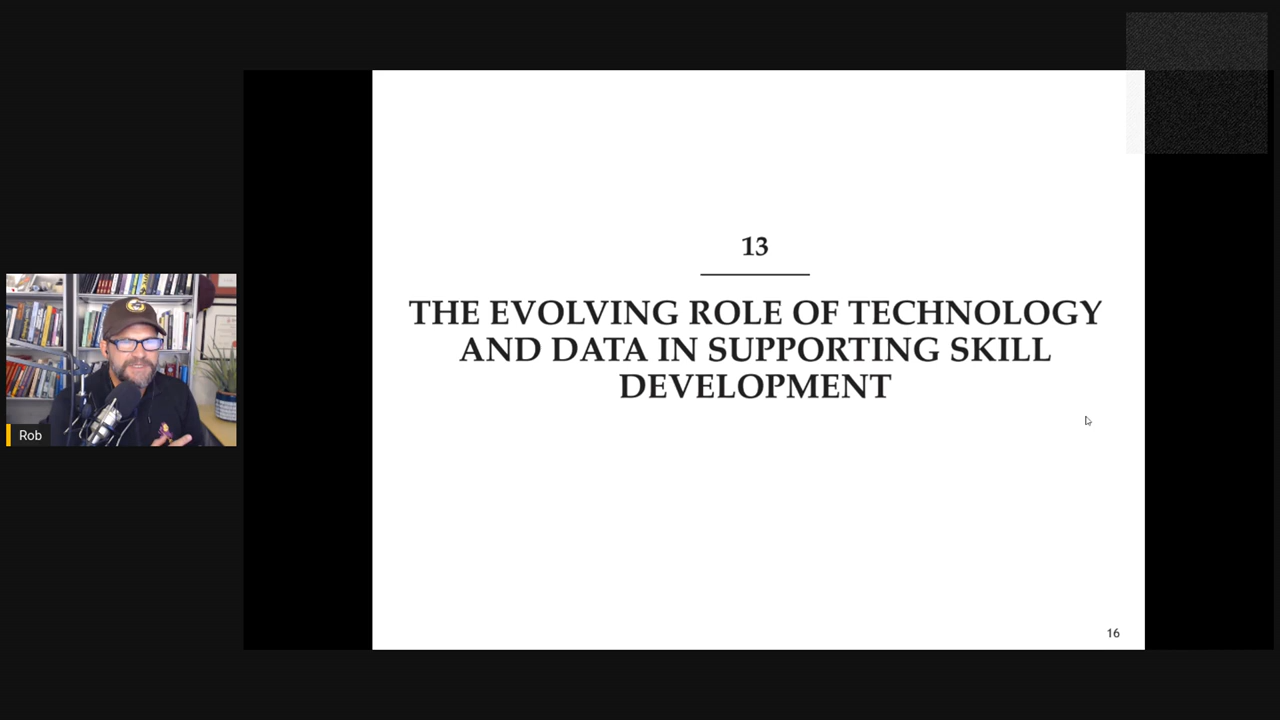 13
THE EVOLVING ROLE OF TECHNOLOGY
AND DATA IN SUPPORTING SKILL
DEVELOPMENT
Rob
16